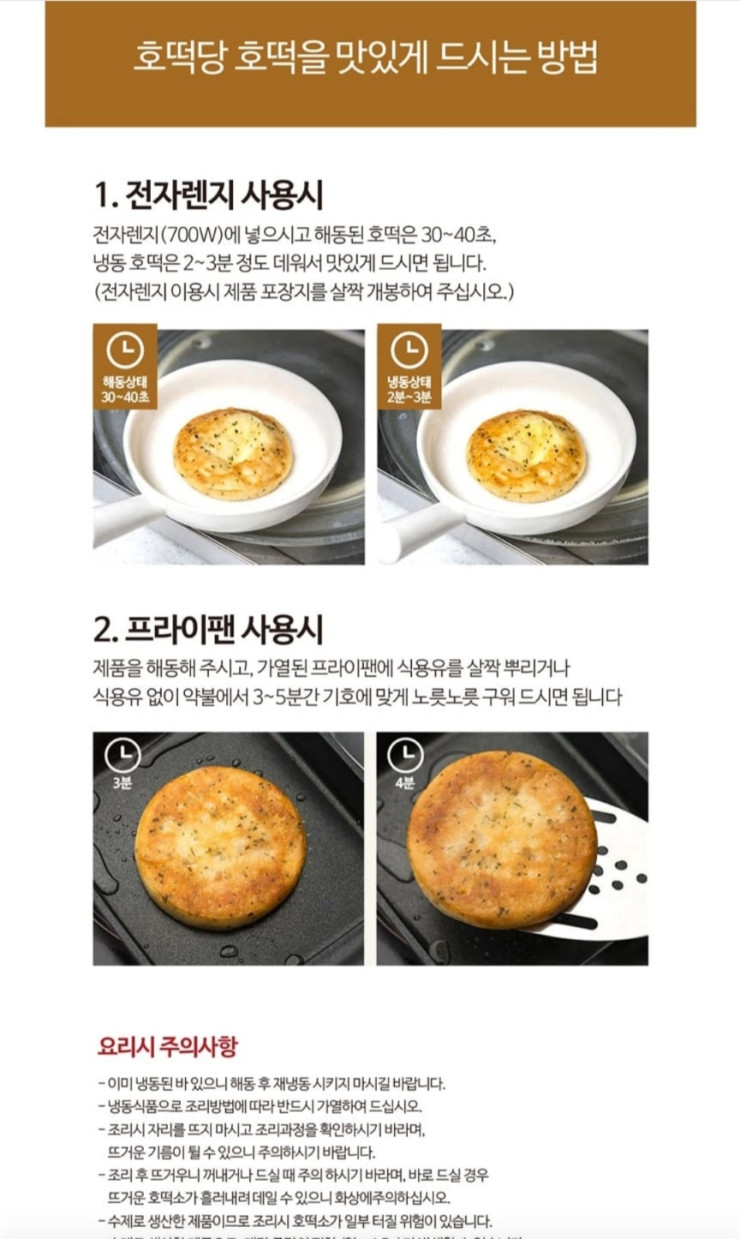 호떡당 호떡을 맛있게 드시는 방법
1. 전자렌지 사용시
전자렌지(700W)에 넣으시고 해동된 호떡은 30~40초,
냉동 호떡은 2~3분 정도 데워서 맛있게 드시면 됩니다.
(전자렌지 이용시 제품 포장지를 살짝 개봉하여 주십시오.)
해동상태
30~40초
냉동상태
2분~3분
2. 프라이팬 사용시
제품을 해동해 주시고, 가열된 프라이팬에 식용유를 살짝 뿌리거나
식용유 없이 약불에서 3~5분간 기호에 맞게 노릇노릇 구워 드시면 됩니다
3분
4분
요리시 주의사항
- 이미 냉동된 바 있으니 해동 후 재냉동 시키지 마시길 바랍니다.
- 냉동식품으로 조리방법에 따라 반드시 가열하여 드십시오.
- 조리시 자리를 뜨지 마시고 조리과정을 확인하시기 바라며,
뜨거운 기름이 튈 수 있으니 주의하시기 바랍니다.
- 조리 후 뜨거우니 꺼내거나 드실 때 주의 하시기 바라며, 바로 드실 경우
뜨거운 호떡소가 흘러내려 데일 수 있으니 화상에주의하십시오.
- 수제로 생산한 제품이므로 조리시 호떡소가 일부 터질 위험이 있습니다.